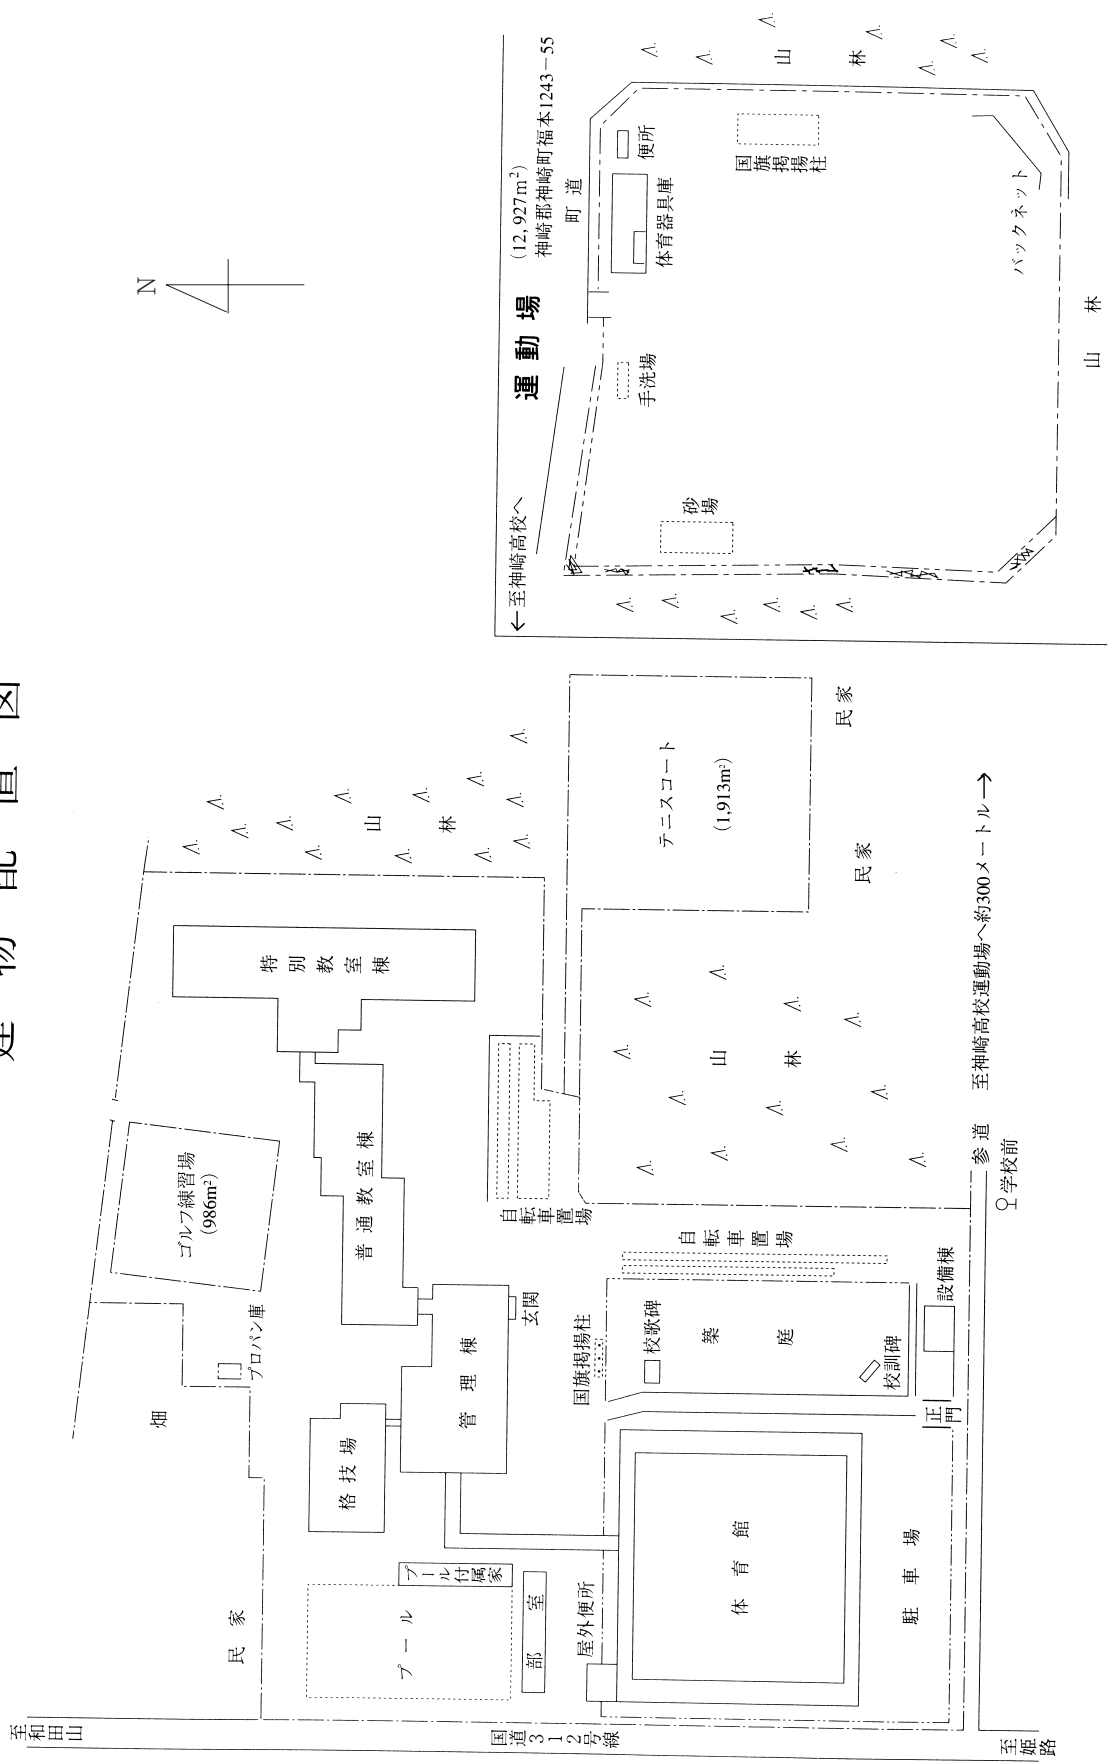 建物配置図
N
運動場
(12,927m²)
神崎郡神崎町福本1243−55
町道
←至神崎高校へ
便所
体育器具庫
国旗掲揚柱
バックネット
手洗場
砂場
山林
山林
山林
特別教室棟
普通教室棟
ゴルフ練習場
(986m²)
プロパン庫
畑
民家
格技場
管理棟
玄関
自転車置場
自転車置場
テニスコート
(1,913m²)
民家
民家
山林
国旗掲揚柱
校歌碑
築庭
校訓碑
設備棟
正門
プール
プール付属家
部室
屋外便所
体育館
駐車場
参道
至神崎高校運動場へ約300メートル→
学校前
至和田山
国道312号線
至姫路